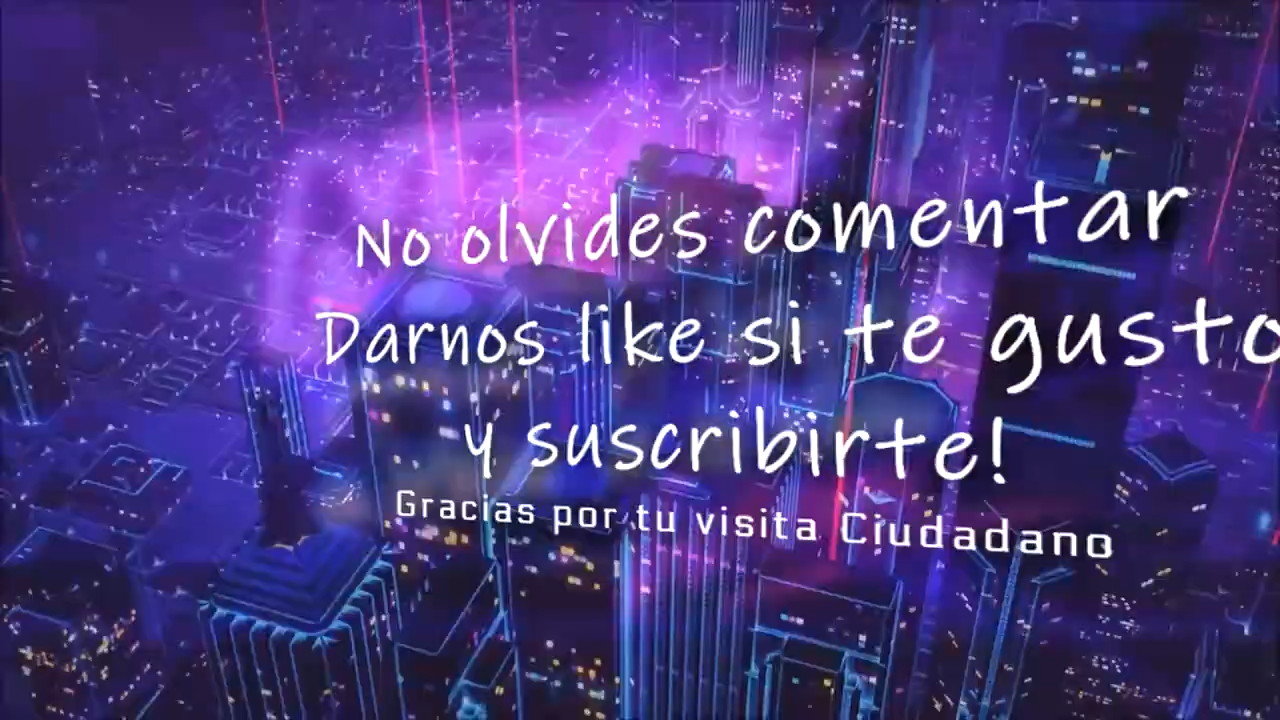 No olvides comentar
Darnos like si te gusto
y suscribirte!
Gracias por tu visita Ciudadano